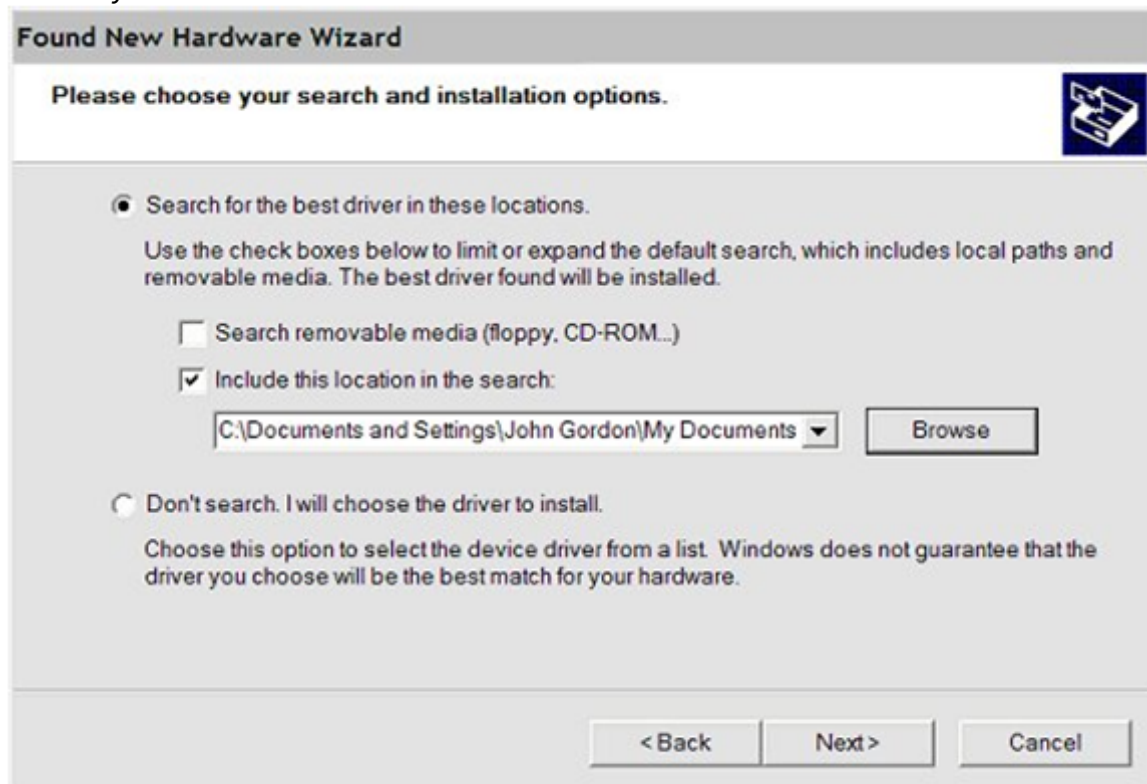 Found New Hardware Wizard
Please choose your search and installation options.
Search for the best driver in these locations.
Use the check boxes below to limit or expand the default search, which includes local paths and
removable media. The best driver found will be installed.
Search removable media (floppy, CD-ROM...)
Include this location in the search:
C:\Documents and Settings\John Gordon\My Documents
Browse
Don't search. I will choose the driver to install.
Choose this option to select the device driver from a list. Windows does not guarantee that the
driver you choose will be the best match for your hardware.
< Back
Next >
Cancel